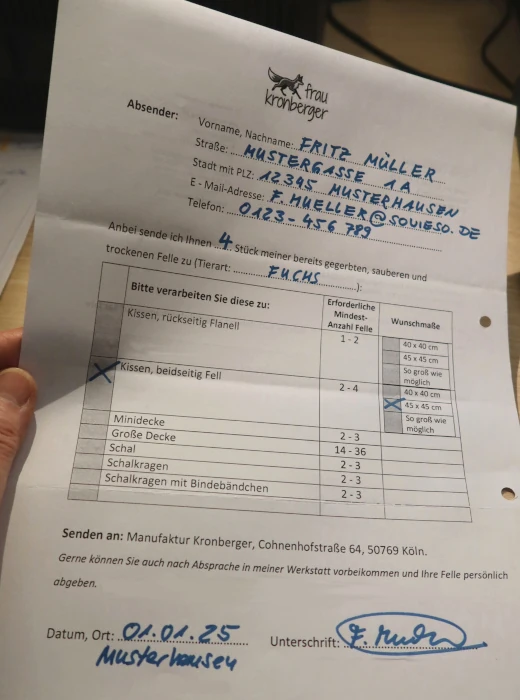 frau
kronberger
Absender:
Vorname, Nachname: FRITZ MÜLLER
Straße: MUSTERGASSE 1A
Stadt mit PLZ: 12345 MUSTERHAUSEN
E - Mail-Adresse: F.MUELLER@SOWIESO.DE
Telefon: 0123-456 789
Anbei sende ich Ihnen 4 Stück meiner bereits gegerbten, sauberen und
trockenen Felle zu (Tierart: FUCHS):
Bitte verarbeiten Sie diese zu: Erforderliche Mindest-Anzahl Felle Wunschmaße
Kissen, rückseitig Flanell 1 - 2
40 x 40 cm
45 x 45 cm
So groß wie
möglich
X Kissen, beidseitig Fell 2 - 4
40 x 40 cm
X 45 x 45 cm
So groß wie
möglich
Minidecke 2 - 3
Große Decke 14 - 36
Schal 2 - 3
Schalkragen 2 - 3
Schalkragen mit Bindebändchen 2 - 3
Senden an: Manufaktur Kronberger, Cohnenhofstraße 64, 50769 Köln.
Gerne können Sie auch nach Absprache in meiner Werkstatt vorbeikommen und Ihre Felle persönlich
abgeben.
Datum, Ort: 01.01.25 Unterschrift:
Musterhausen